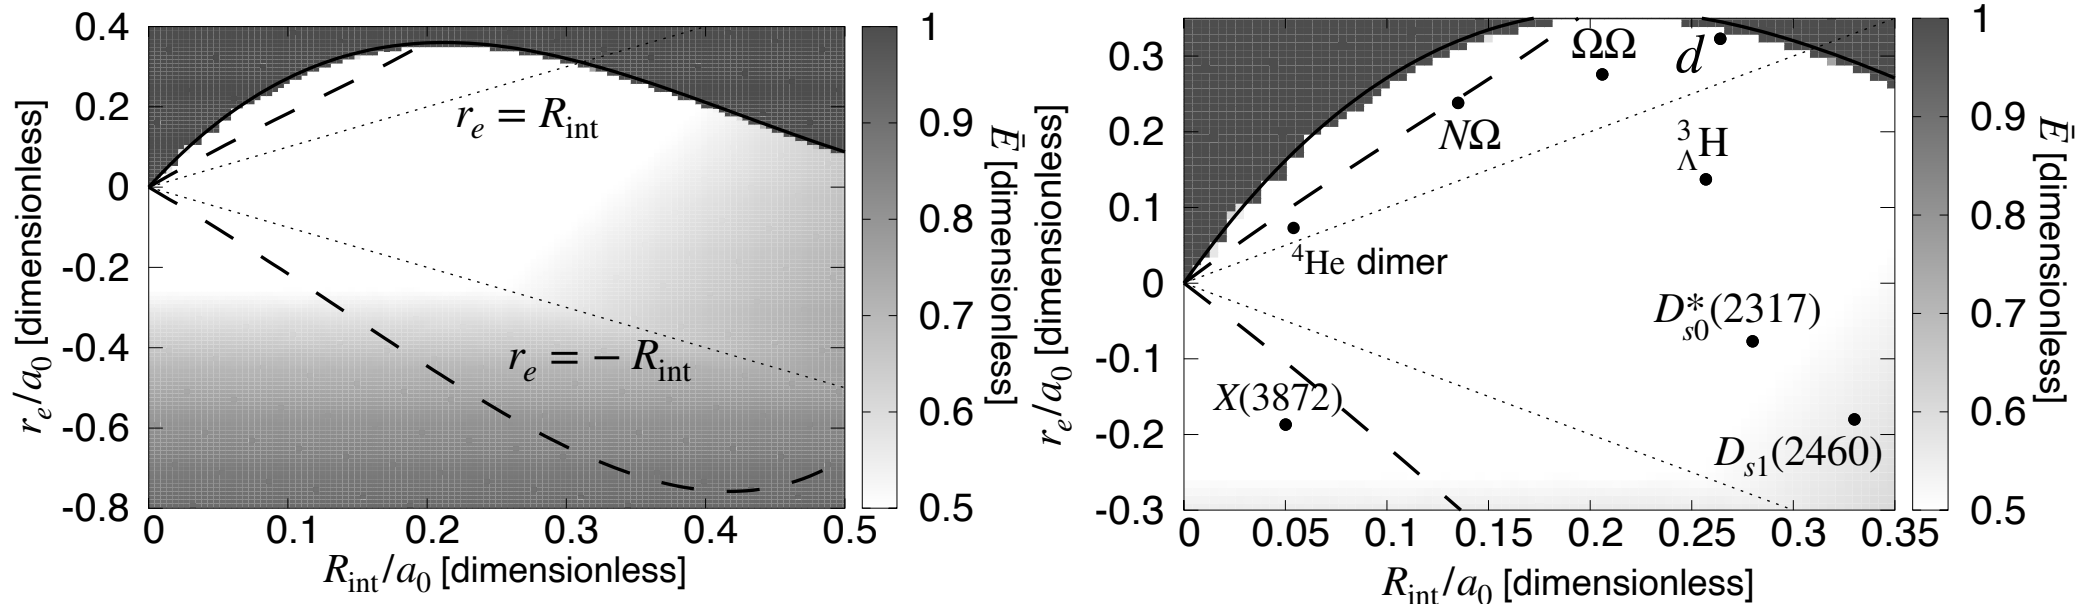 0.4
0.2
0
-0.2
-0.4
-0.6
-0.8
r_e/a_0 [dimensionless]
r_e = R_int
r_e = − R_int
0 0.1 0.2 0.3 0.4 0.5
R_int/a_0 [dimensionless]
1
0.9
0.8
0.7
0.6
0.5
Ē [dimensionless]
0.3
0.2
0.1
0
-0.1
-0.2
-0.3
r_e/a_0 [dimensionless]
ΩΩ
d
NΩ
³_ΛH
⁴He dimer
D*_s0(2317)
X(3872)
D_s1(2460)
0 0.05 0.1 0.15 0.2 0.25 0.3 0.35
R_int/a_0 [dimensionless]
1
0.9
0.8
0.7
0.6
0.5
Ē [dimensionless]